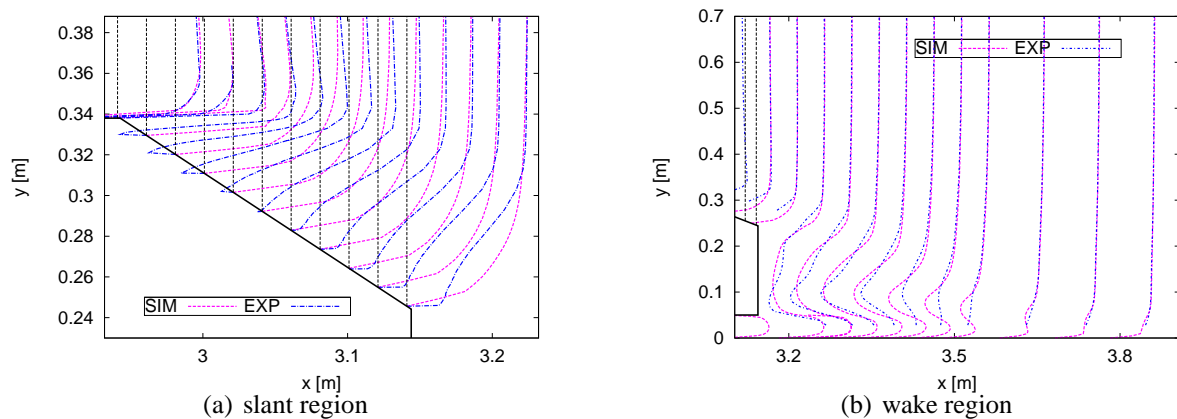 0.38
0.36
0.34
0.32
0.3
0.28
0.26
0.24
y [m]
SIM EXP
3 3.1 3.2
x [m]
(a) slant region
0.7
0.6
0.5
0.4
0.3
0.2
0.1
0
y [m]
SIM EXP
3.2 3.5 3.8
x [m]
(b) wake region